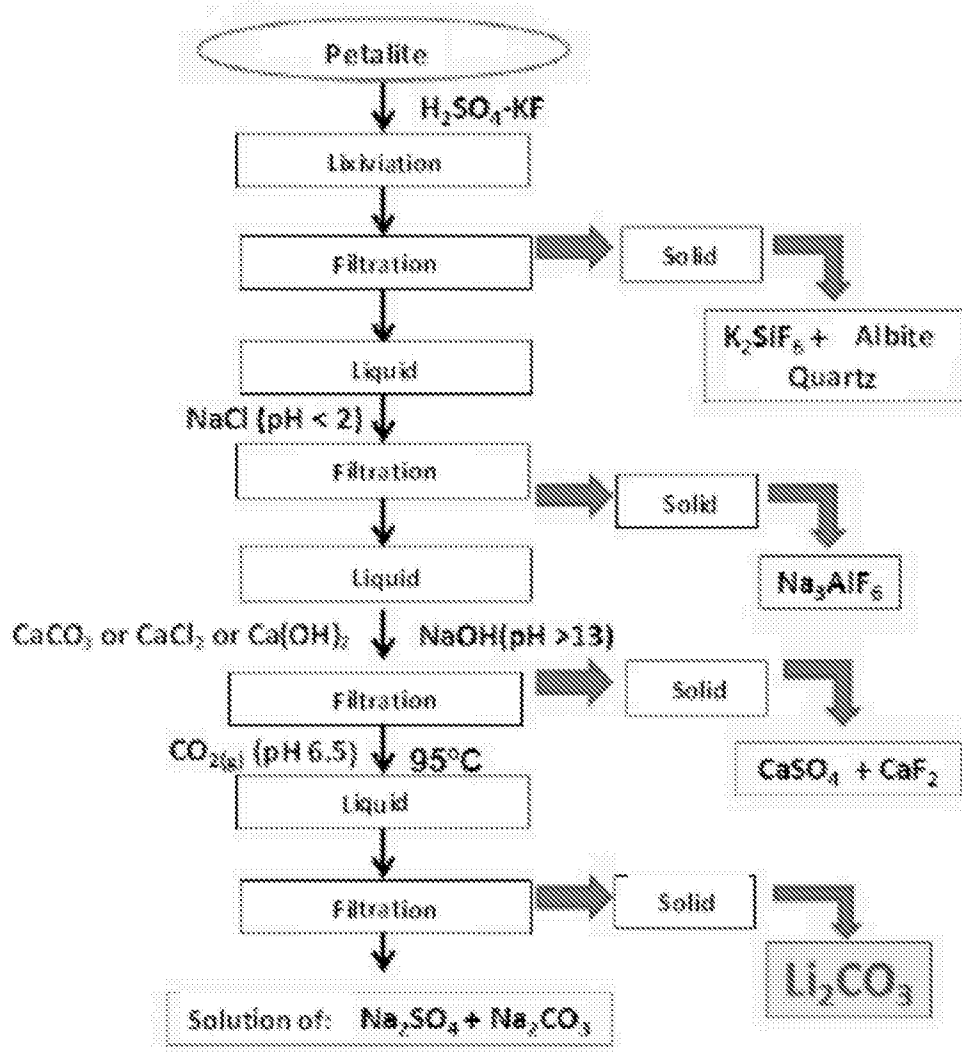 Petalite
H₂SO₄-KF
Lixiviation
Filtration
Solid
K₂SiF₆ + Albite
Quartz
Liquid
NaCl (pH < 2)
Filtration
Solid
Na₃AlF₆
Liquid
CaCO₃ or CaCl₂ or Ca(OH)₂
NaOH(pH >13)
Filtration
Solid
CaSO₄ + CaF₂
CO₂₍g₎ (pH 6.5)
95°C
Liquid
Filtration
Solid
Li₂CO₃
Solution of: Na₂SO₄ + Na₂CO₃